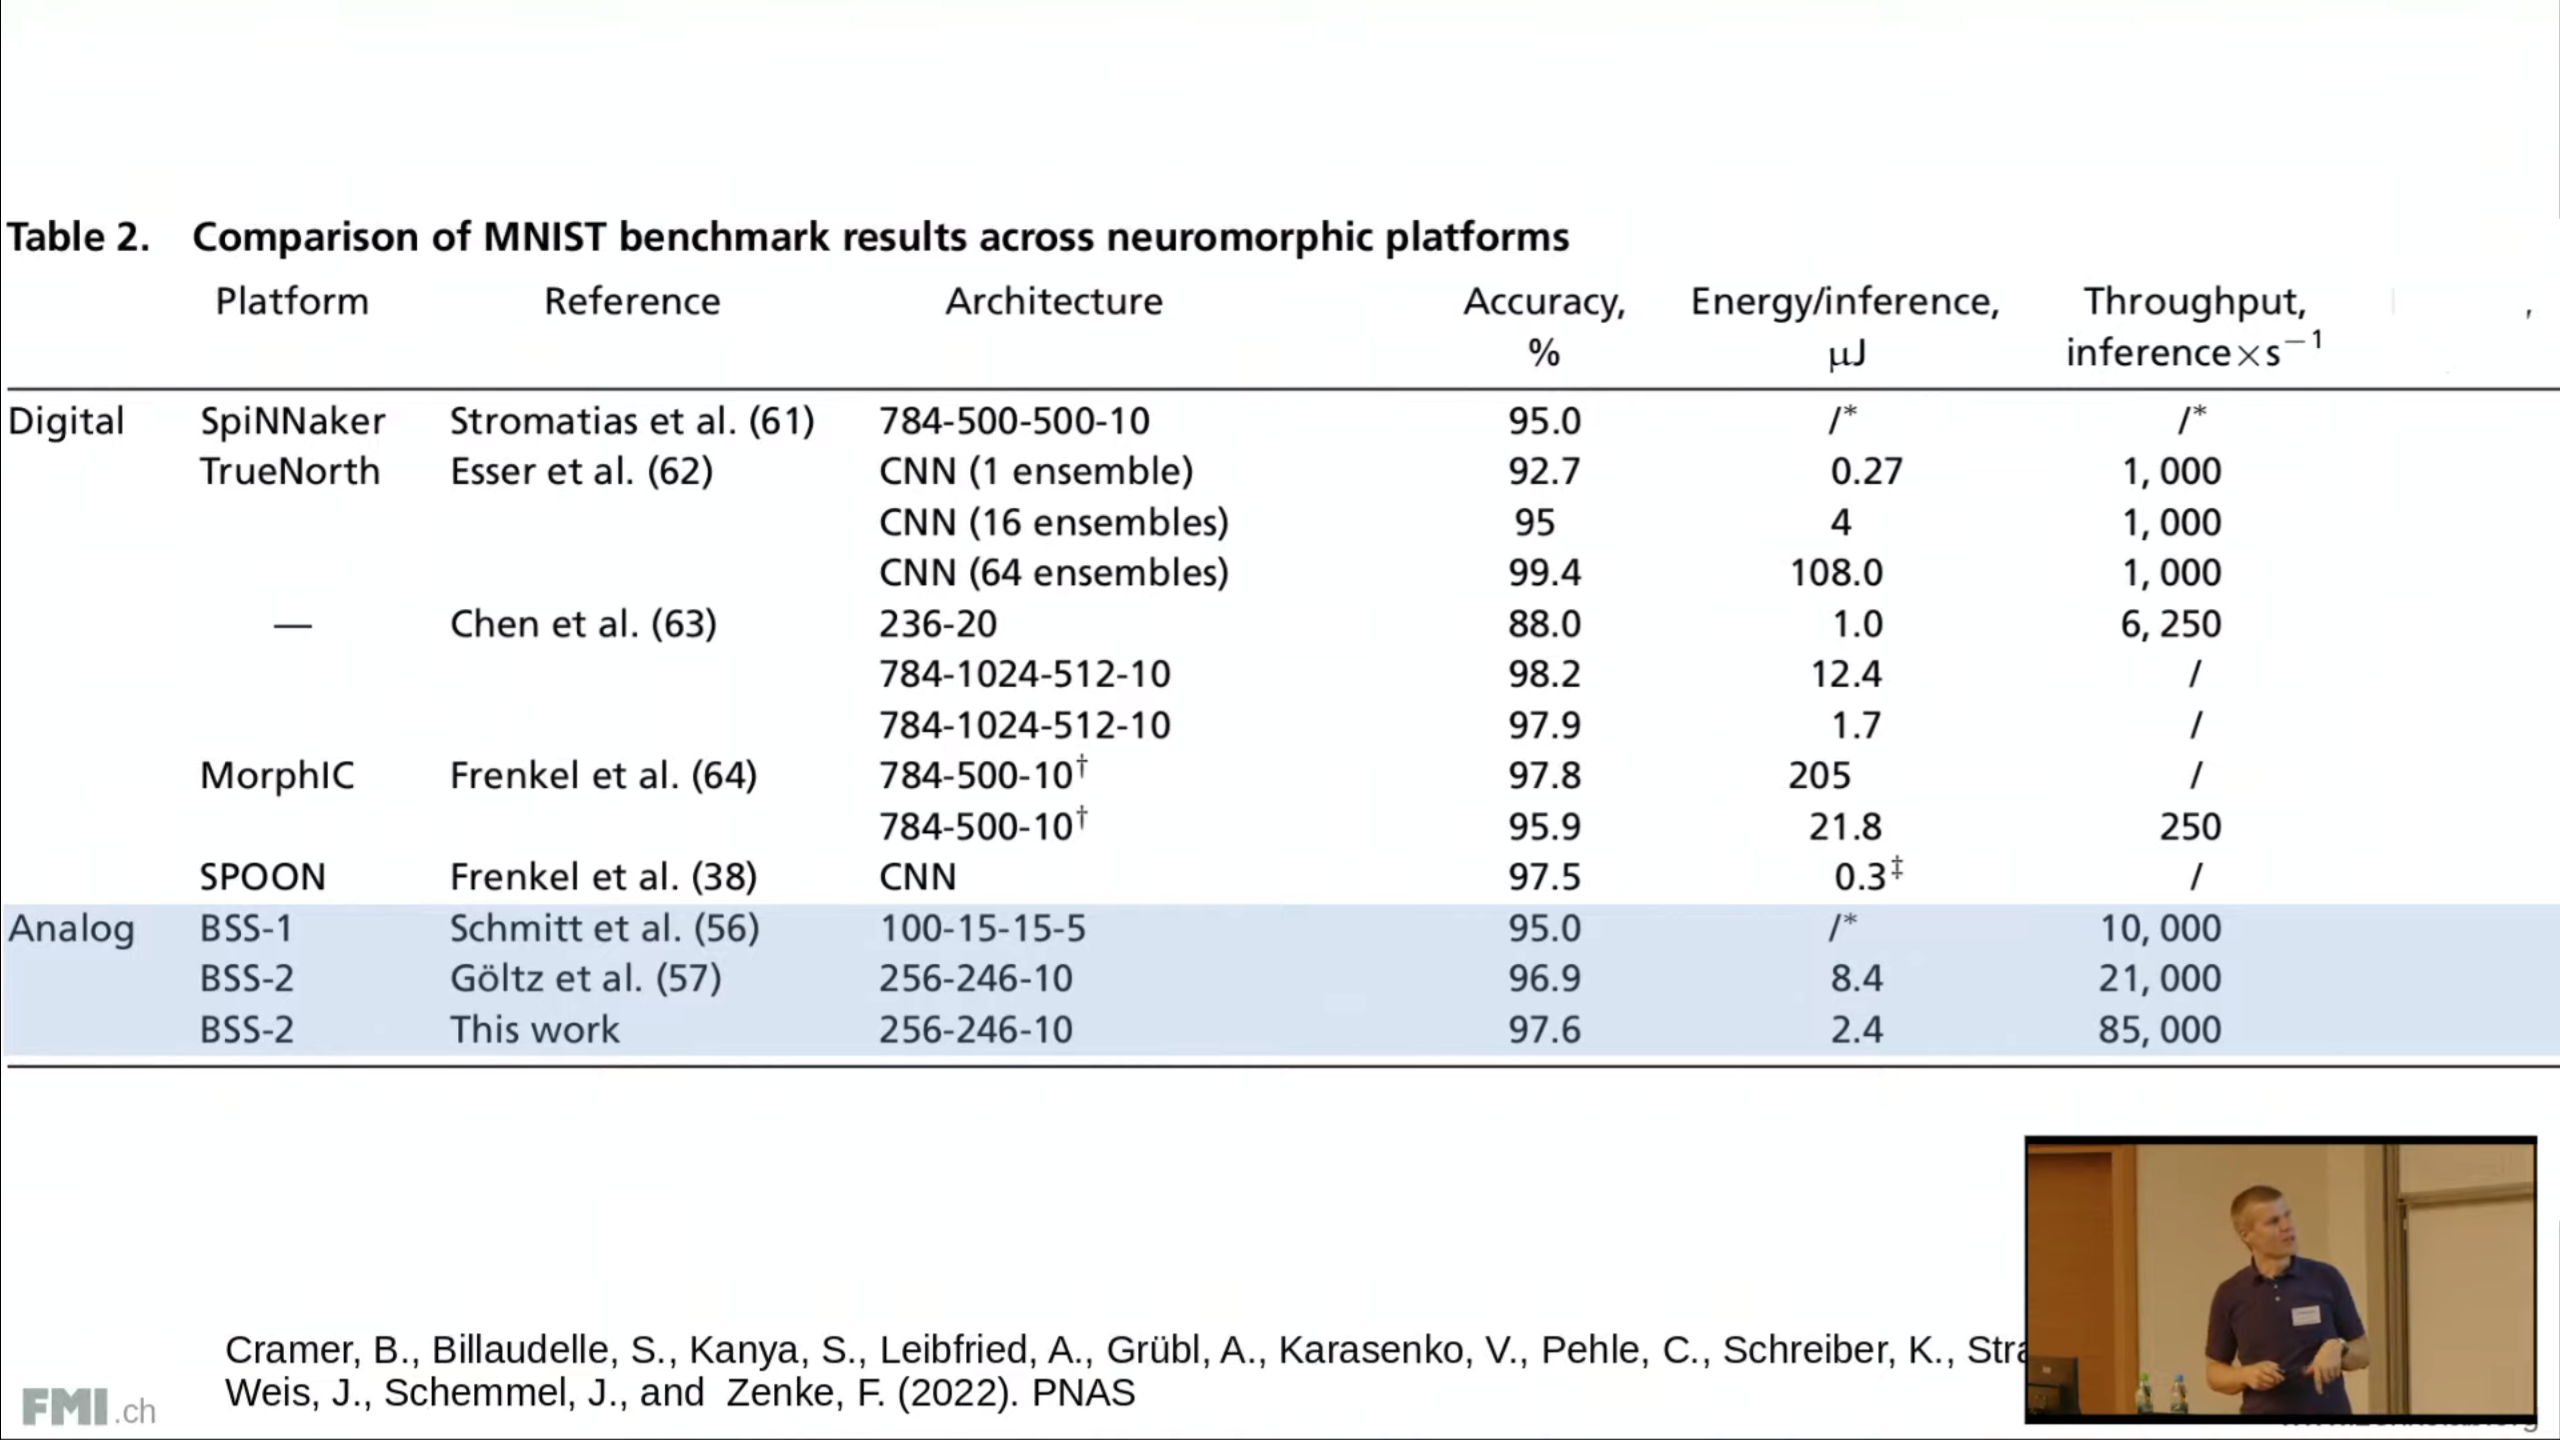 Table 2. Comparison of MNIST benchmark results across neuromorphic platforms
Platform Reference Architecture Accuracy, Energy/inference, Throughput, ,
% µJ inference×s⁻¹
Digital SpiNNaker Stromatias et al. (61) 784-500-500-10 95.0 /* /*
TrueNorth Esser et al. (62) CNN (1 ensemble) 92.7 0.27 1, 000
CNN (16 ensembles) 95 4 1, 000
CNN (64 ensembles) 99.4 108.0 1, 000
— Chen et al. (63) 236-20 88.0 1.0 6, 250
784-1024-512-10 98.2 12.4 /
784-1024-512-10 97.9 1.7 /
MorphIC Frenkel et al. (64) 784-500-10† 97.8 205 /
784-500-10† 95.9 21.8 250
SPOON Frenkel et al. (38) CNN 97.5 0.3‡ /
Analog BSS-1 Schmitt et al. (56) 100-15-15-5 95.0 /* 10, 000
BSS-2 Göltz et al. (57) 256-246-10 96.9 8.4 21, 000
BSS-2 This work 256-246-10 97.6 2.4 85, 000
Cramer, B., Billaudelle, S., Kanya, S., Leibfried, A., Grübl, A., Karasenko, V., Pehle, C., Schreiber, K., Stra
Weis, J., Schemmel, J., and Zenke, F. (2022). PNAS
FMI.ch